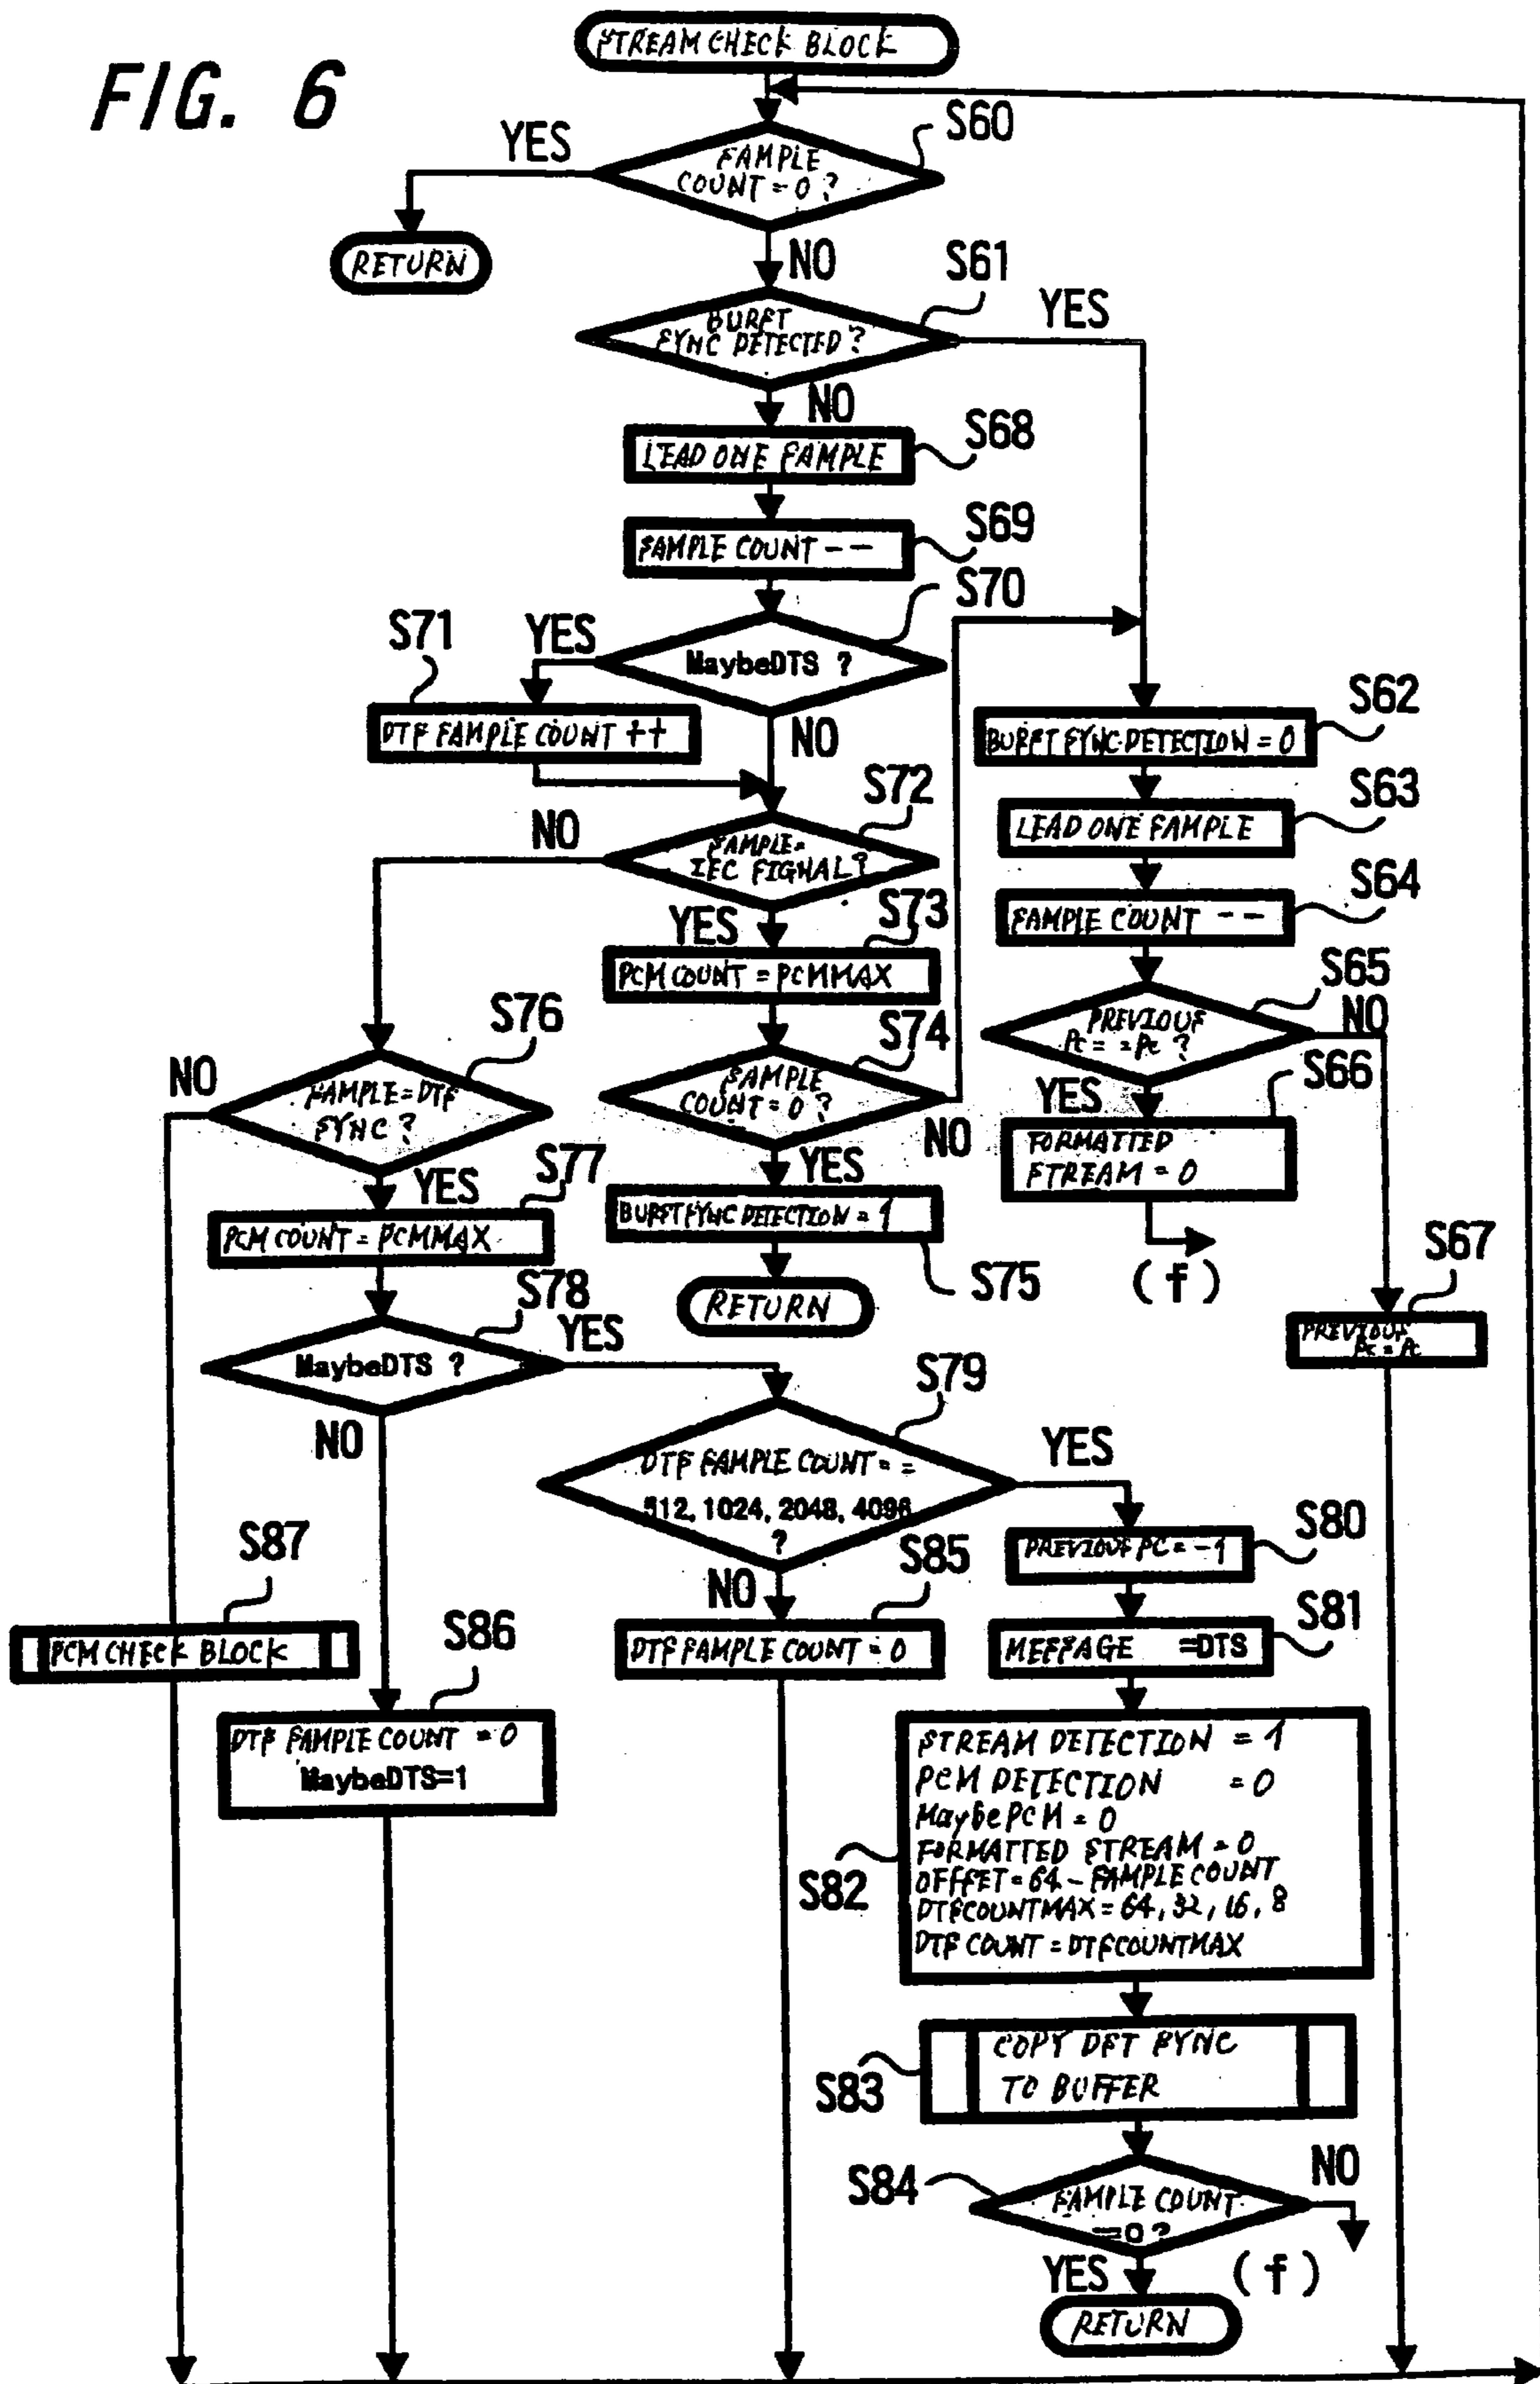 FIG. 6
STREAM CHECK BLOCK
S60
YES
SAMPLE
COUNT=0?
RETURN
NO
S61
YES
BURST
SYNC DETECTED?
NO
S68
LEAD ONE SAMPLE
S69
SAMPLE COUNT --
S70
S71
YES
MaybeDTS ?
DTS SAMPLE COUNT ++
NO
S62
BURST SYNC DETECTION = 0
S63
LEAD ONE SAMPLE
S72
NO
SAMPLE=
IEC SIGNAL?
S64
SAMPLE COUNT --
YES
S73
PCM COUNT = PCMMAX
S65
NO
PREVIOUS
Pc==Pc ?
S76
NO
SAMPLE=DTS
SYNC?
S74
SAMPLE
COUNT=0?
NO
YES
S66
FORMATTED
STREAM = 0
(f)
YES
S77
PCM COUNT = PCMMAX
YES
BURST SYNC DETECTION = 1
S75
RETURN
S67
PREVIOUS
Pc = Pc
S78
YES
MaybeDTS ?
NO
S79
DTS SAMPLE COUNT==
512, 1024, 2048, 4096
?
YES
S80
PREVIOUS PC = -1
S87
PCM CHECK BLOCK
NO
S85
DTS SAMPLE COUNT = 0
S81
MESSAGE =DTS
S86
DTS SAMPLE COUNT = 0
MaybeDTS=1
S82
STREAM DETECTION = 1
PCM DETECTION = 0
MaybePCM = 0
FORMATTED STREAM = 0
OFFSET=64-SAMPLE COUNT
DTSCOUNTMAX=64, 32, 16, 8
DTS COUNT=DTSCOUNTMAX
S83
COPY DST SYNC
TO BUFFER
S84
NO
SAMPLE COUNT
==0?
YES
(f)
RETURN